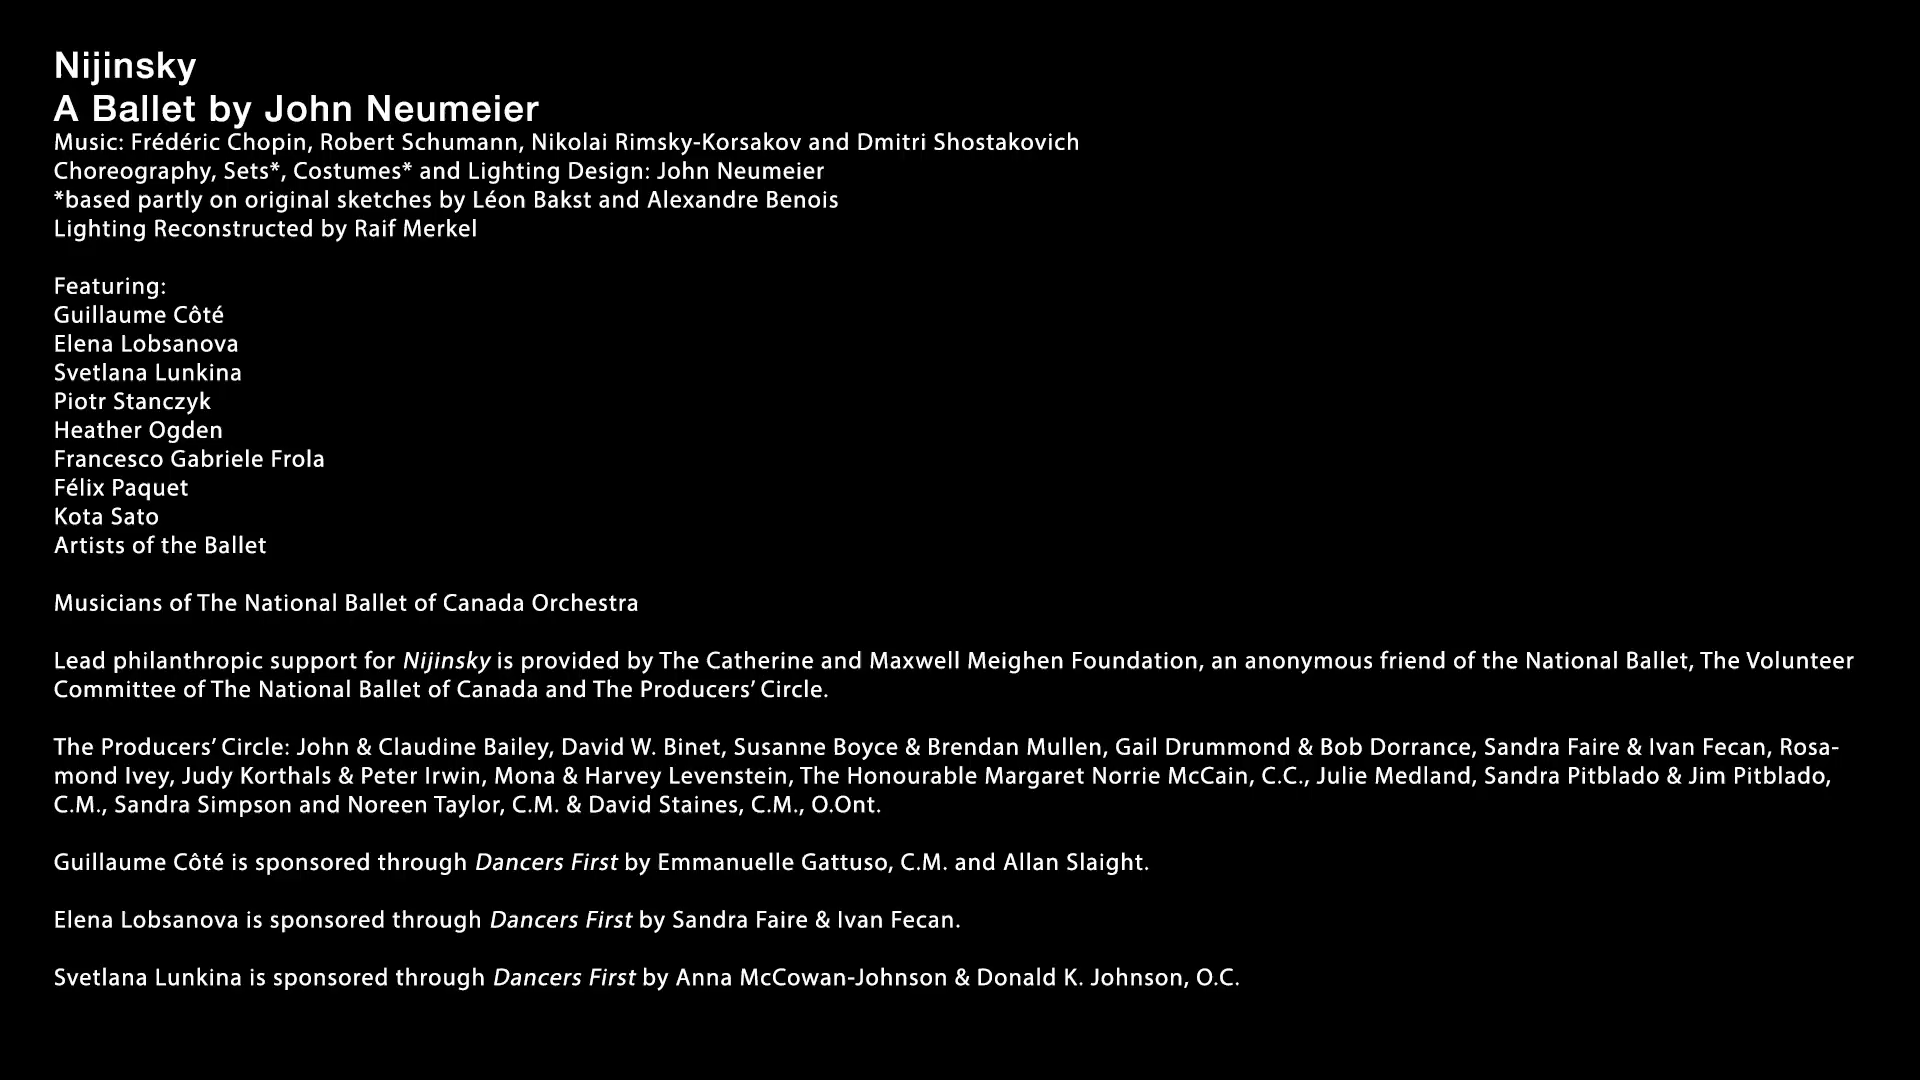 Nijinsky
A Ballet by John Neumeier
Music: Frédéric Chopin, Robert Schumann, Nikolai Rimsky-Korsakov and Dmitri Shostakovich
Choreography, Sets*, Costumes* and Lighting Design: John Neumeier
*based partly on original sketches by Léon Bakst and Alexandre Benois
Lighting Reconstructed by Raif Merkel
Featuring:
Guillaume Côté
Elena Lobsanova
Svetlana Lunkina
Piotr Stanczyk
Heather Ogden
Francesco Gabriele Frola
Félix Paquet
Kota Sato
Artists of the Ballet
Musicians of The National Ballet of Canada Orchestra
Lead philanthropic support for Nijinsky is provided by The Catherine and Maxwell Meighen Foundation, an anonymous friend of the National Ballet, The Volunteer
Committee of The National Ballet of Canada and The Producers’ Circle.
The Producers’ Circle: John & Claudine Bailey, David W. Binet, Susanne Boyce & Brendan Mullen, Gail Drummond & Bob Dorrance, Sandra Faire & Ivan Fecan, Rosa-
mond Ivey, Judy Korthals & Peter Irwin, Mona & Harvey Levenstein, The Honourable Margaret Norrie McCain, C.C., Julie Medland, Sandra Pitblado & Jim Pitblado,
C.M., Sandra Simpson and Noreen Taylor, C.M. & David Staines, C.M., O.Ont.
Guillaume Côté is sponsored through Dancers First by Emmanuelle Gattuso, C.M. and Allan Slaight.
Elena Lobsanova is sponsored through Dancers First by Sandra Faire & Ivan Fecan.
Svetlana Lunkina is sponsored through Dancers First by Anna McCowan-Johnson & Donald K. Johnson, O.C.